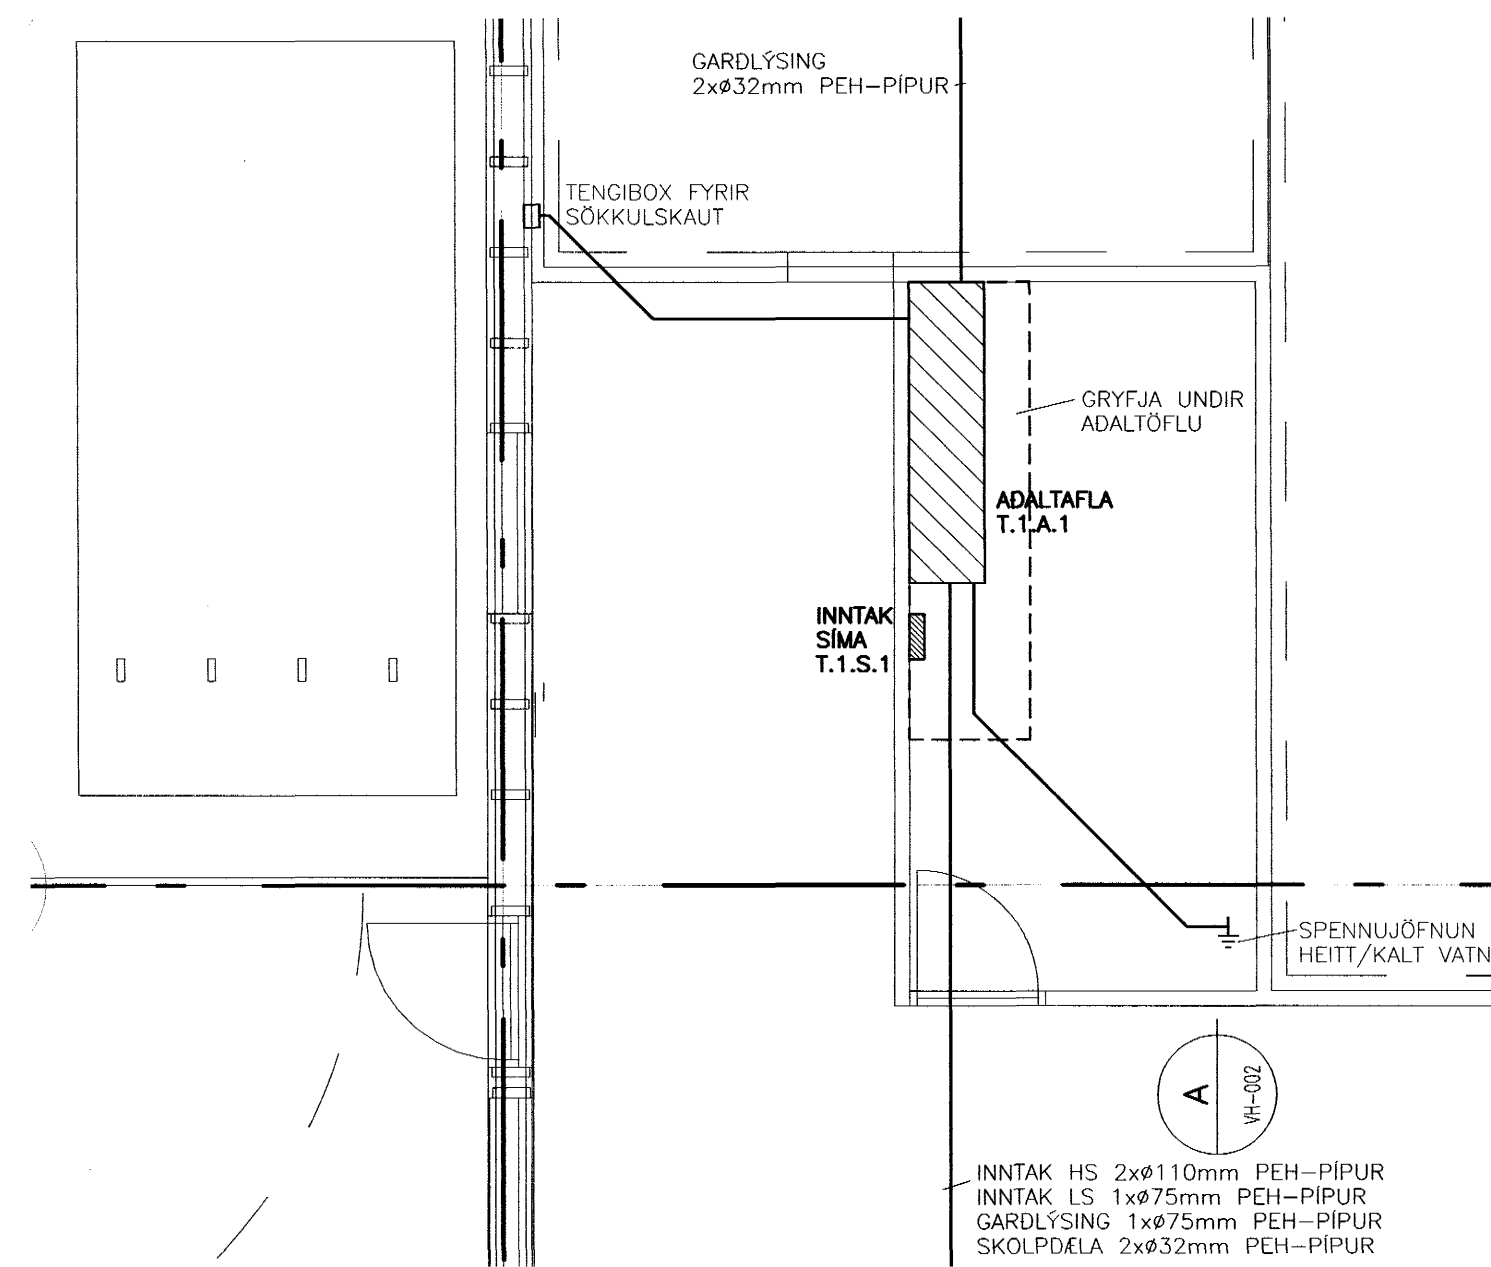 GARÐLÝSING
2xø32mm PEH-PÍPUR
TENGIBOX FYRIR
SÖKKULSKAUT
GRYFJA UNDIR
AÐALTÖFLU
AÐALTAFLA
T.1.A.1
INNTAK
SÍMA
T.1.S.1
SPENNUJÖFNUN
HEITT/KALT VATN
A
VH-002
INNTAK HS 2xø110mm PEH-PÍPUR
INNTAK LS 1xø75mm PEH-PÍPUR
GARÐLÝSING 1xø75mm PEH-PÍPUR
SKOLPDÆLA 2xø32mm PEH-PÍPUR